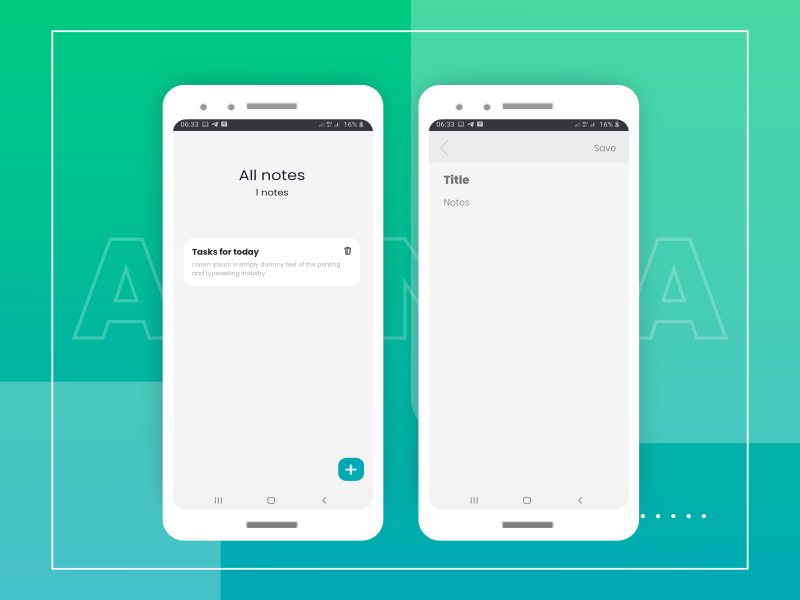 06:33
16%
All notes
1 notes
Tasks for today
Lorem Ipsum is simply dummy text of the printing
and typesetting industry.
06:33
16%
Save
Title
Notes